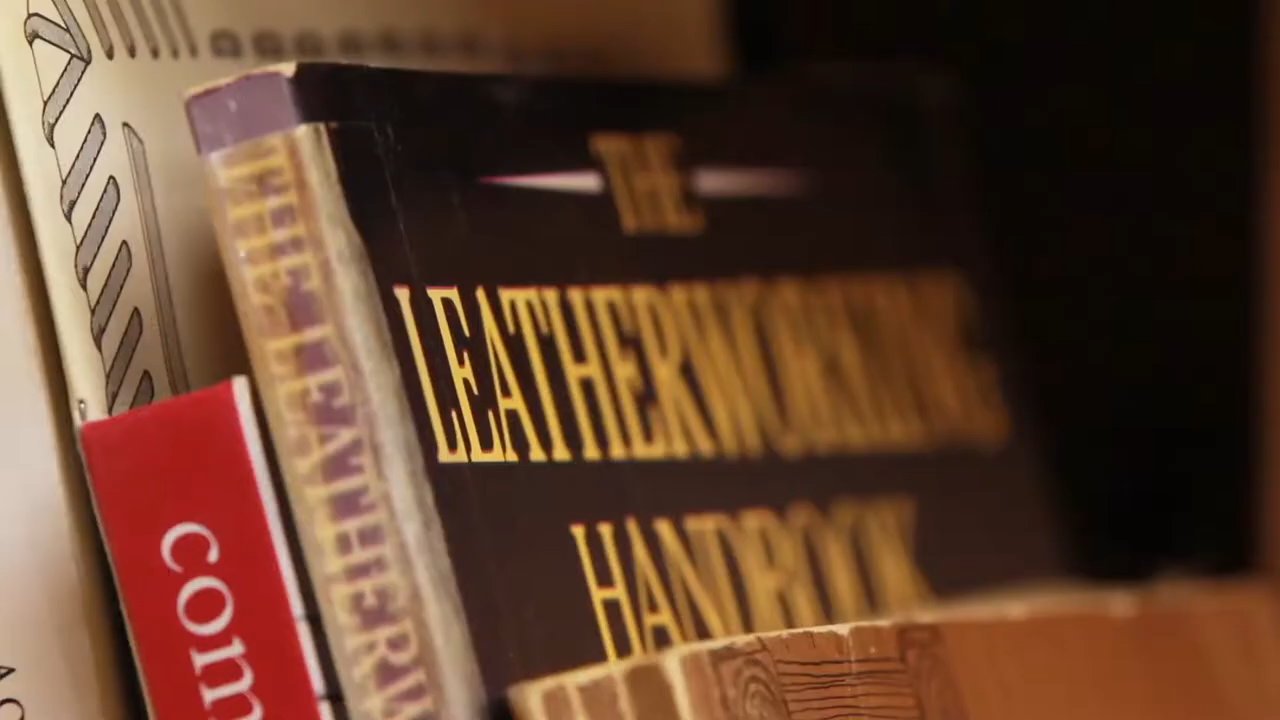 THE
LEATHERWORKING
HANDBOOK
THE LEATHERW
com